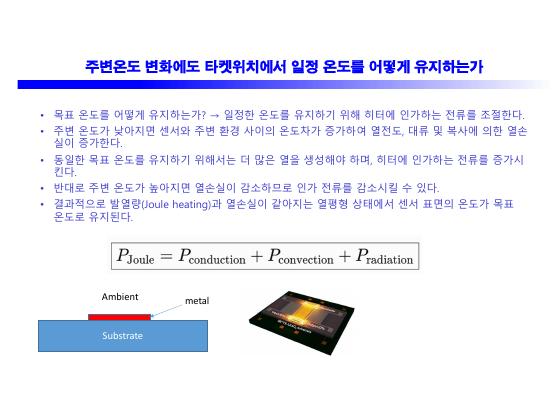 주변온도 변화에도 타켓위치에서 일정 온도를 어떻게 유지하는가
• 목표 온도를 어떻게 유지하는가? → 일정한 온도를 유지하기 위해 히터에 인가하는 전류를 조절한다.
• 주변 온도가 낮아지면 센서와 주변 환경 사이의 온도차가 증가하여 열전도, 대류 및 복사에 의한 열손
실이 증가한다.
• 동일한 목표 온도를 유지하기 위해서는 더 많은 열을 생성해야 하며, 히터에 인가하는 전류를 증가시
킨다.
• 반대로 주변 온도가 높아지면 열손실이 감소하므로 인가 전류를 감소시킬 수 있다.
• 결과적으로 발열량(Joule heating)과 열손실이 같아지는 열평형 상태에서 센서 표면의 온도가 목표
온도로 유지된다.
P_Joule = P_conduction + P_convection + P_radiation
Ambient
metal
Substrate